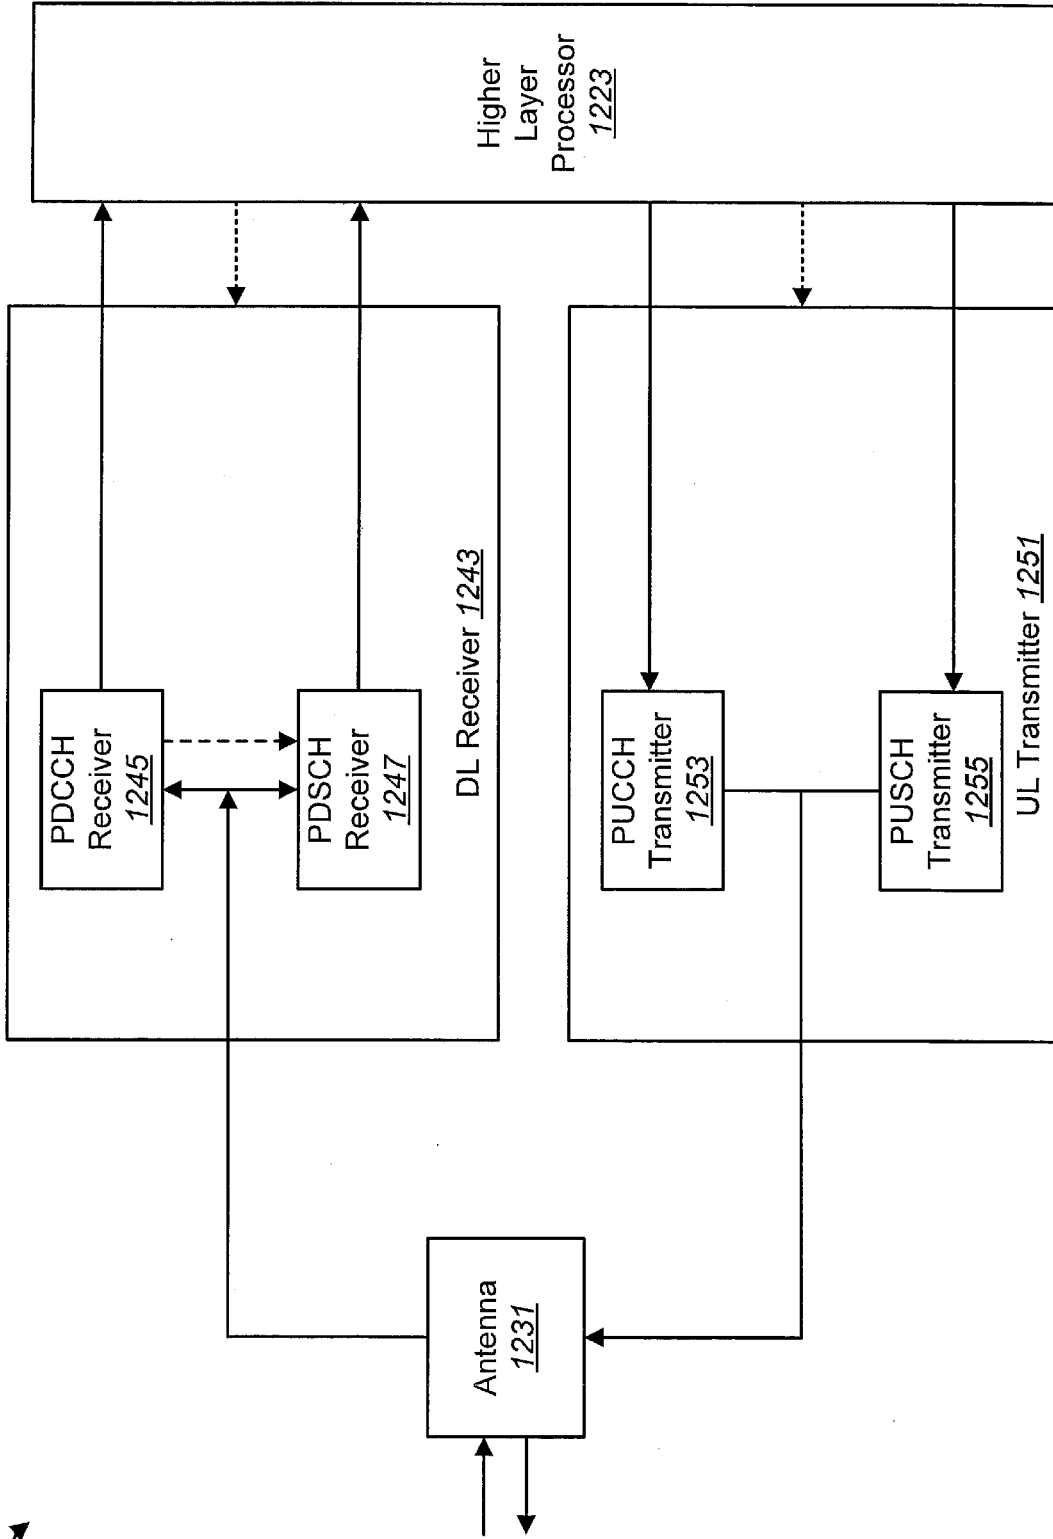 Higher
Layer
Processor
1223
PDCCH
Receiver
1245
PDSCH
Receiver
1247
DL Receiver 1243
PUCCH
Transmitter
1253
PUSCH
Transmitter
1255
UL Transmitter 1251
Antenna
1231